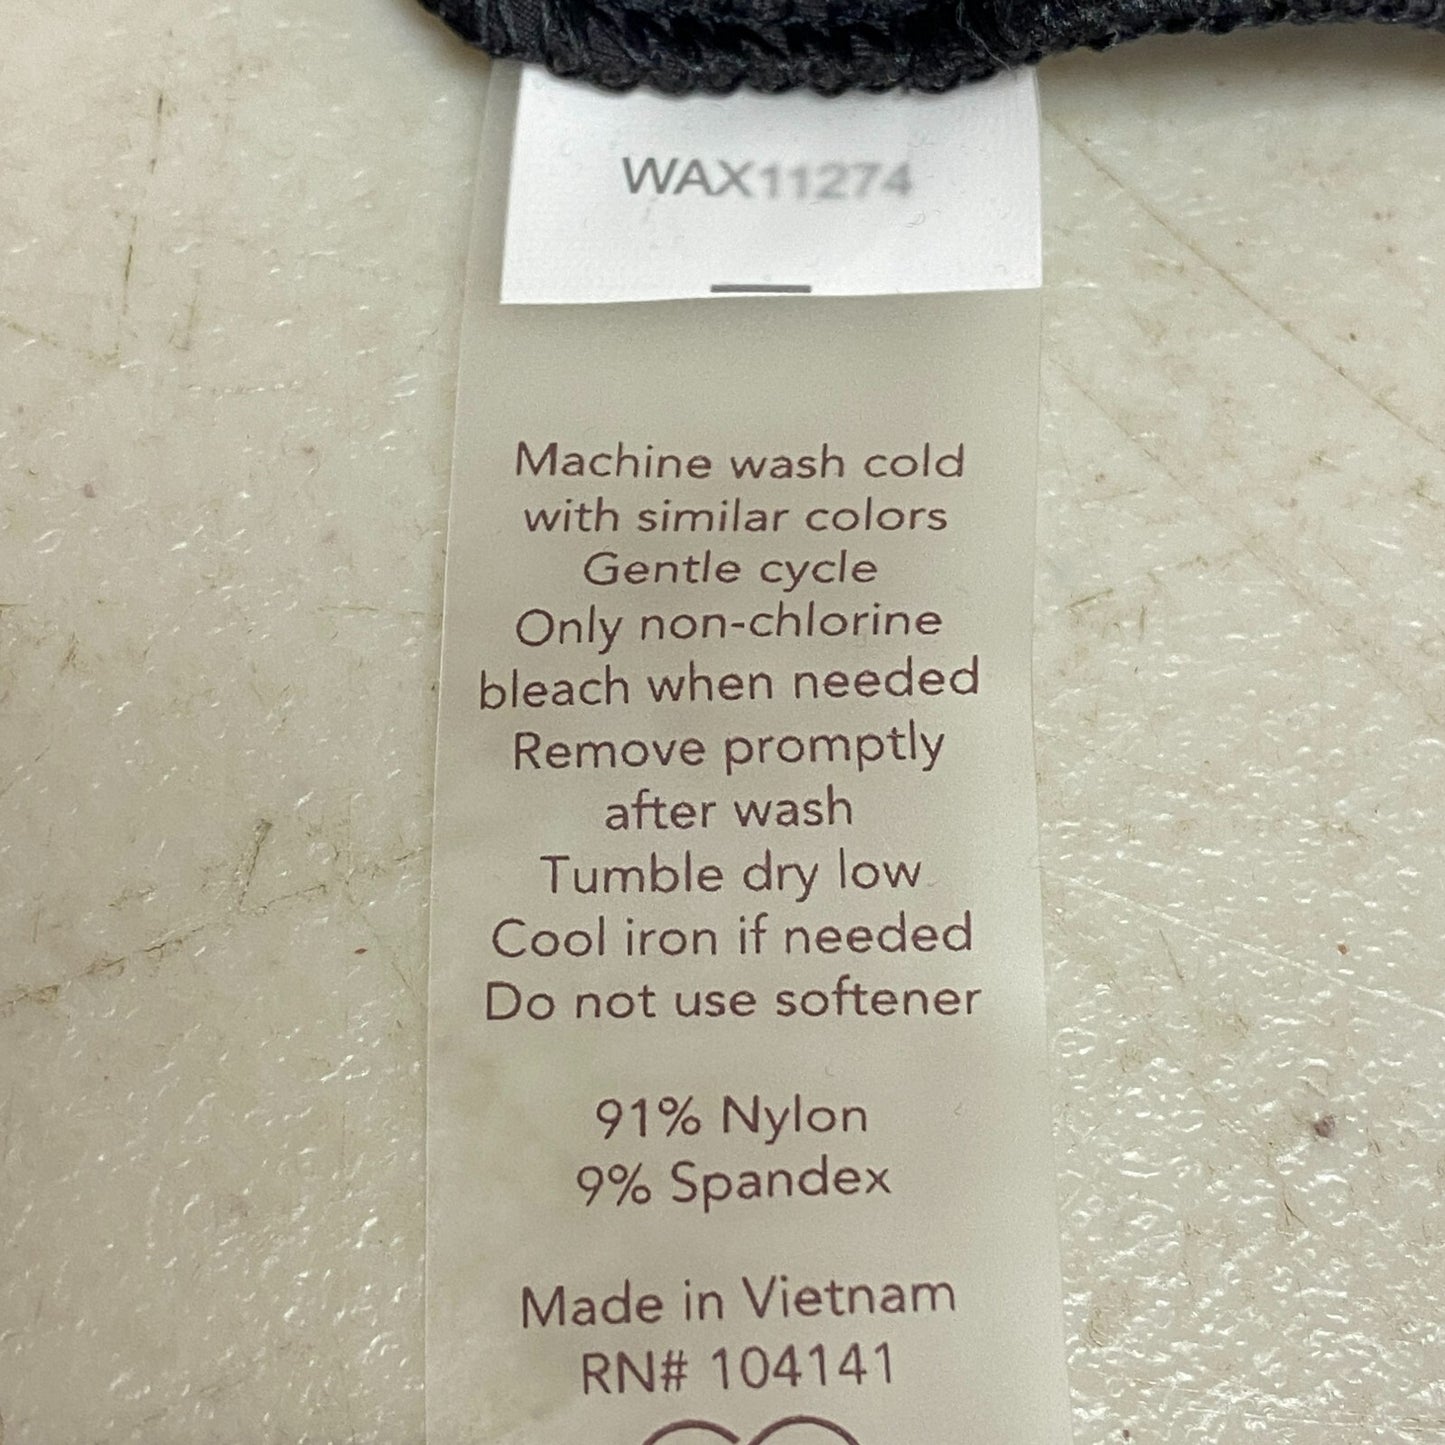 WAX11274
Machine wash cold
with similar colors
Gentle cycle
Only non-chlorine
bleach when needed
Remove promptly
after wash
Tumble dry low
Cool iron if needed
Do not use softener
91% Nylon
9% Spandex
Made in Vietnam
RN# 104141